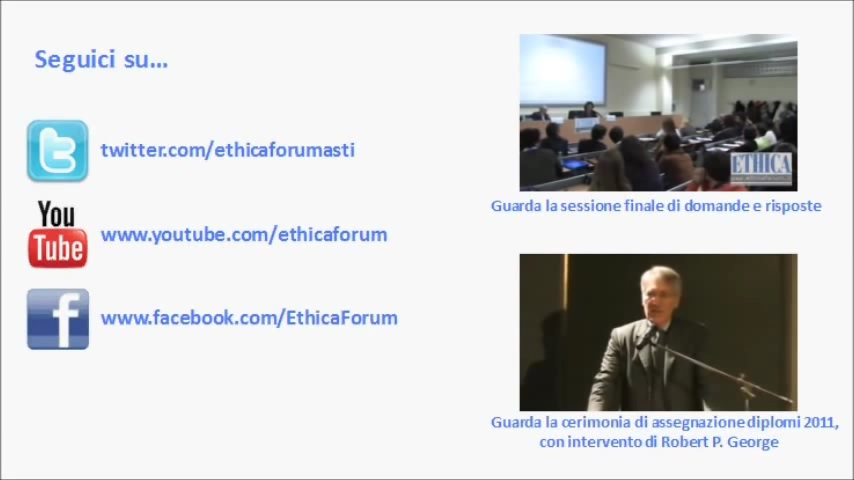 Seguici su...
twitter.com/ethicaforumasti
You
Tube
www.youtube.com/ethicaforum
f
www.facebook.com/EthicaForum
ETHICA
Guarda la sessione finale di domande e risposte
Guarda la cerimonia di assegnazione diplomi 2011,
con intervento di Robert P. George